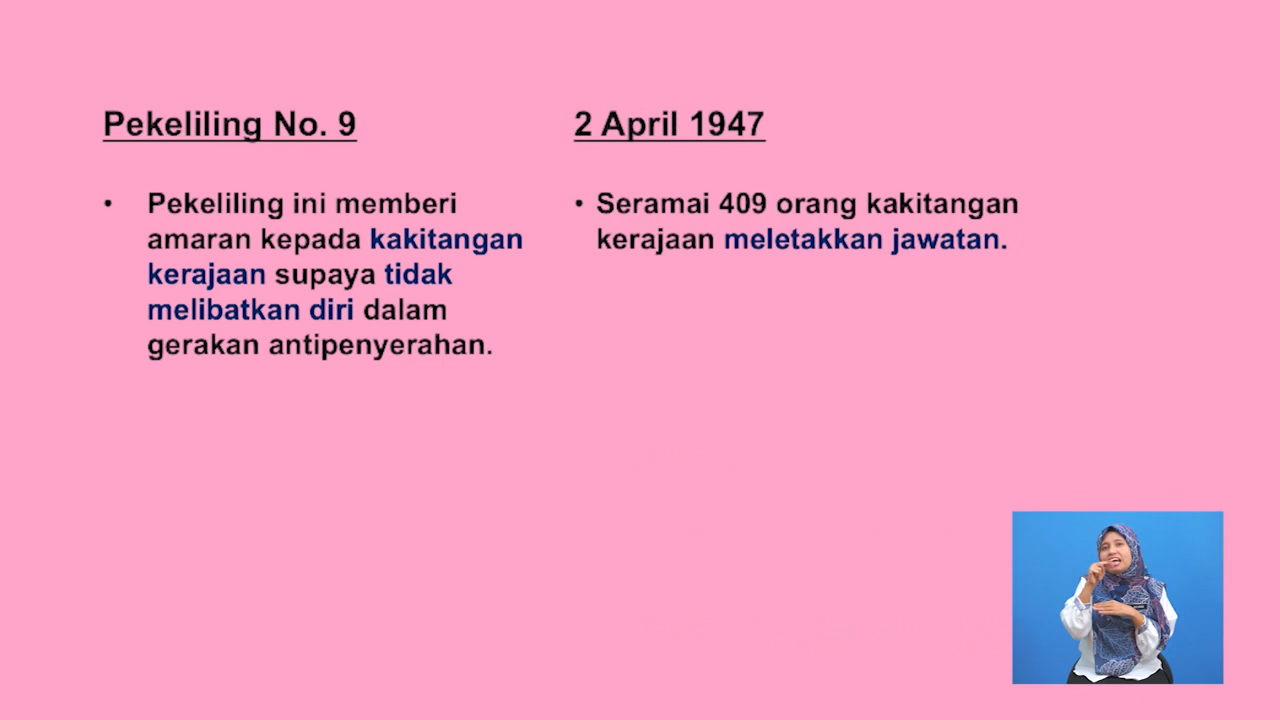 Pekeliling No. 9
• Pekeliling ini memberi
amaran kepada kakitangan
kerajaan supaya tidak
melibatkan diri dalam
gerakan antipenyerahan.
2 April 1947
• Seramai 409 orang kakitangan
kerajaan meletakkan jawatan.